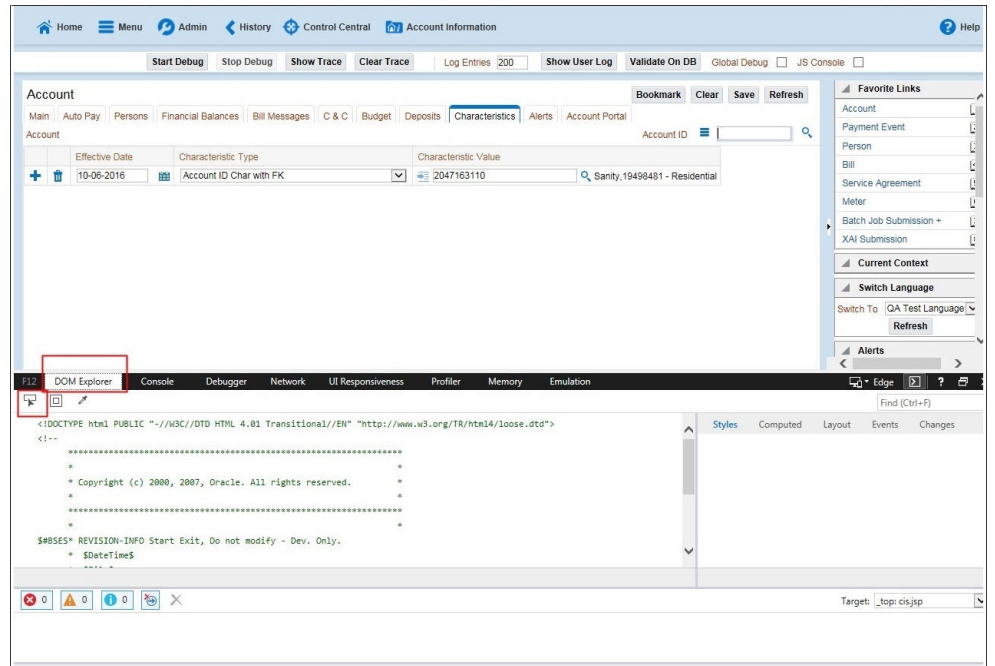 Home Menu Admin History Control Central Account Information Help
Start Debug Stop Debug Show Trace Clear Trace Log Entries 200 Show User Log Validate On DB Global Debug JS Console
Account Bookmark Clear Save Refresh
Main Auto Pay Persons Financial Balances Bill Messages C & C Budget Deposits Characteristics Alerts Account Portal
Account Account ID
Effective Date Characteristic Type Characteristic Value
10-06-2016 Account ID Char with FK 2047163110 Sanity,19498481 - Residential
Favorite Links
Account
Payment Event
Person
Bill
Service Agreement
Meter
Batch Job Submission +
XAI Submission
Current Context
Switch Language
Switch To QA Test Language
Refresh
Alerts
F12 DOM Explorer Console Debugger Network UI Responsiveness Profiler Memory Emulation Edge ?
Find (Ctrl+F)
<!DOCTYPE html PUBLIC "-//W3C//DTD HTML 4.01 Transitional//EN" "http://www.w3.org/TR/html4/loose.dtd">
<!--
*******************************************************************
* *
* Copyright (c) 2000, 2007, Oracle. All rights reserved. *
* *
*******************************************************************
* *
$#BSES* REVISION-INFO Start Exit, Do not modify - Dev. Only.
* $DateTime$
Styles Computed Layout Events Changes
0 0 0 Target: _top: cis.jsp